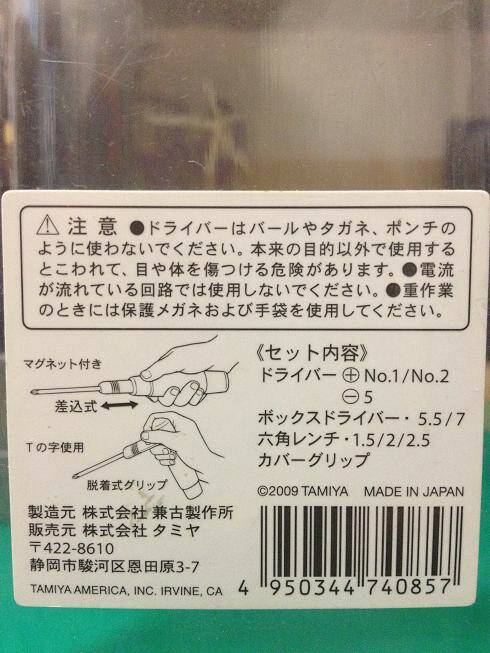 ⚠ 注意 ●ドライバーはバールやタガネ、ポンチの
ように使わないでください。本来の目的以外で使用する
とこわれて、目や体を傷つける危険があります。●電流
が流れている回路では使用しないでください。●重作業
のときには保護メガネおよび手袋を使用してください。
マグネット付き
差込式
Tの字使用
脱着式グリップ
《セット内容》
ドライバー ⊕ No.1/No.2
⊖ 5
ボックスドライバー・5.5/7
六角レンチ・1.5/2/2.5
カバーグリップ
©2009 TAMIYA MADE IN JAPAN
製造元 株式会社 兼古製作所
販売元 株式会社 タミヤ
〒422-8610
静岡市駿河区恩田原3-7
TAMIYA AMERICA, INC. IRVINE, CA
4 950344 740857